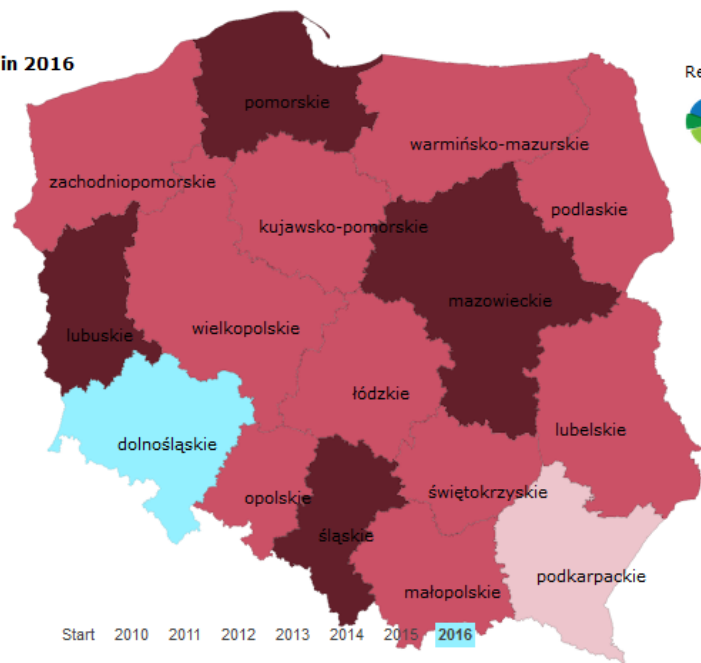 in 2016
Re
pomorskie
warmińsko-mazurskie
zachodniopomorskie
podlaskie
kujawsko-pomorskie
mazowieckie
wielkopolskie
lubuskie
łódzkie
lubelskie
dolnośląskie
świętokrzyskie
opolskie
śląskie
podkarpackie
małopolskie
Start 2010 2011 2012 2013 2014 2015 2016